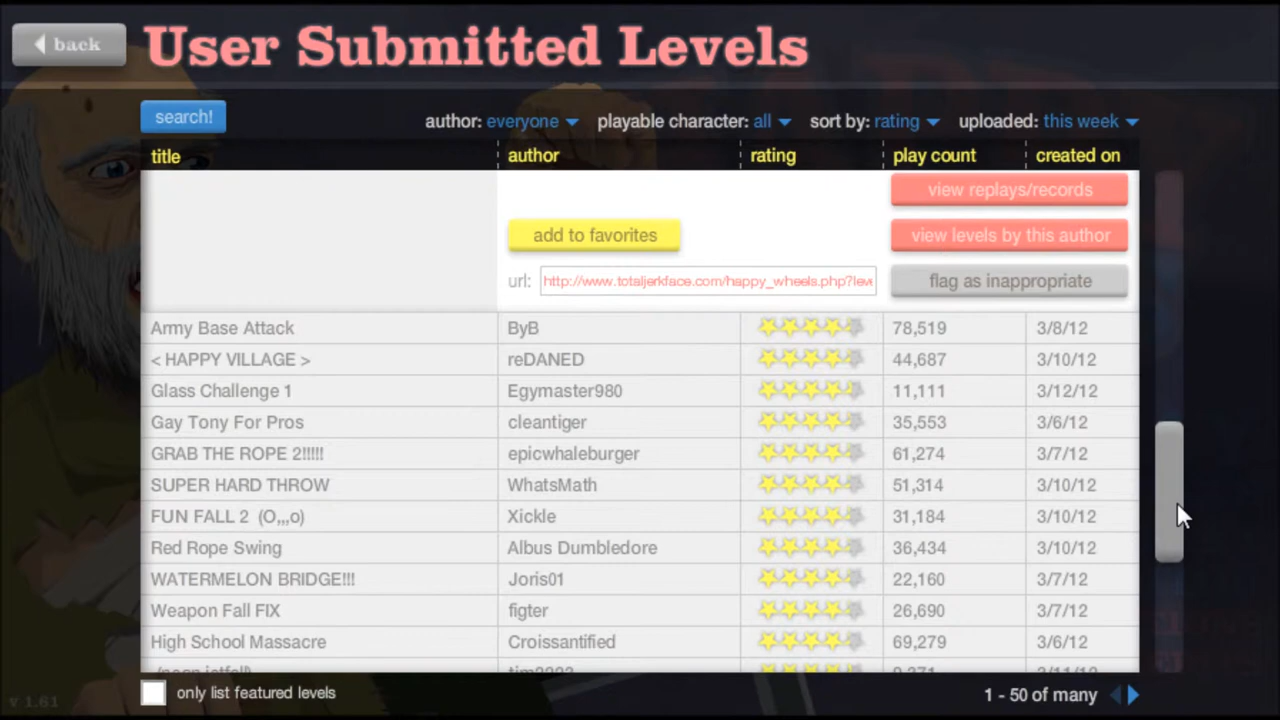 back
User Submitted Levels
search!
author: everyone playable character: all sort by: rating uploaded: this week
title author rating play count created on
view replays/records
add to favorites view levels by this author
url: http://www.totaljerkface.com/happy_wheels.php?leve flag as inappropriate
Army Base Attack ByB 78,519 3/8/12
< HAPPY VILLAGE > reDANED 44,687 3/10/12
Glass Challenge 1 Egymaster980 11,111 3/12/12
Gay Tony For Pros cleantiger 35,553 3/6/12
GRAB THE ROPE 2!!!!! epicwhaleburger 61,274 3/7/12
SUPER HARD THROW WhatsMath 51,314 3/10/12
FUN FALL 2 (O,,,o) Xickle 31,184 3/10/12
Red Rope Swing Albus Dumbledore 36,434 3/10/12
WATERMELON BRIDGE!!! Joris01 22,160 3/7/12
Weapon Fall FIX figter 26,690 3/7/12
High School Massacre Croissantified 69,279 3/6/12
only list featured levels 1 - 50 of many
v 1.61